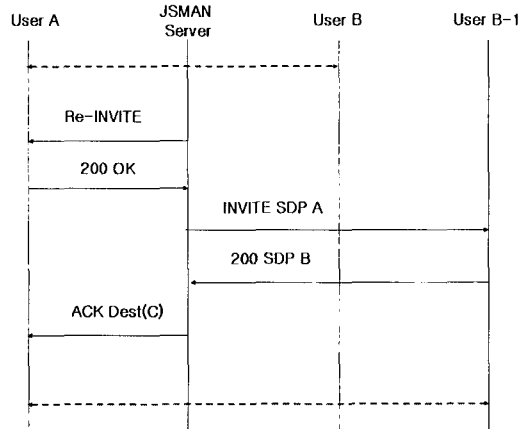 User A
JSMAN
Server
User B
User B-1
Re-INVITE
200 OK
INVITE SDP A
200 SDP B
ACK Dest(C)